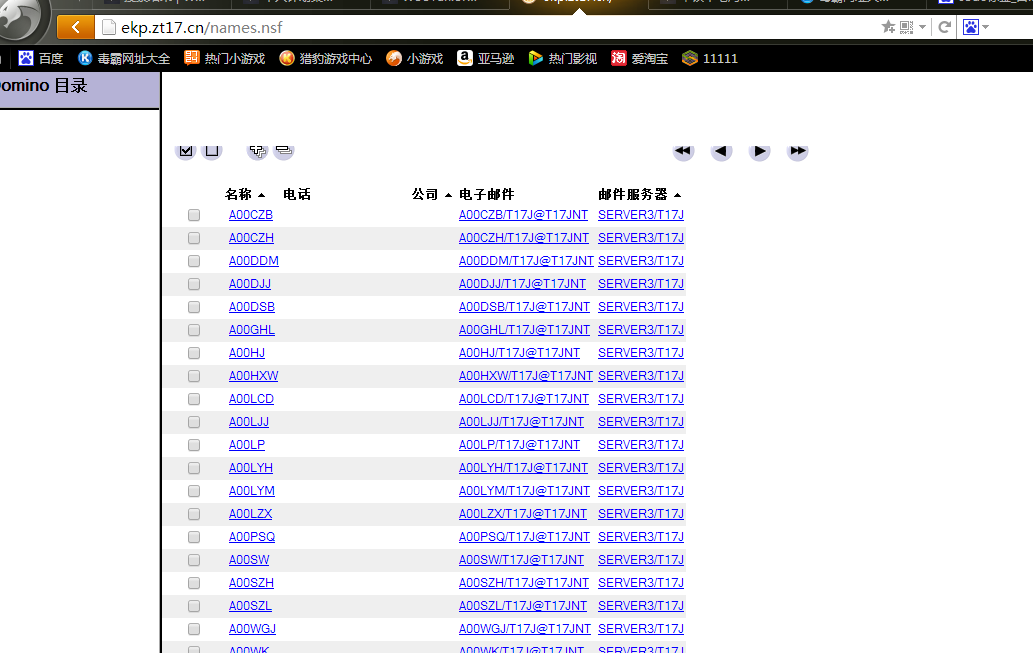 ekp.zt17.cn/names.nsf
百度 毒霸网址大全 热门小游戏 猎豹游戏中心 小游戏 亚马逊 热门影视 爱淘宝 11111
omino 目录
名称 电话 公司 电子邮件 邮件服务器
A00CZB A00CZB/T17J@T17JNT SERVER3/T17J
A00CZH A00CZH/T17J@T17JNT SERVER3/T17J
A00DDM A00DDM/T17J@T17JNT SERVER3/T17J
A00DJJ A00DJJ/T17J@T17JNT SERVER3/T17J
A00DSB A00DSB/T17J@T17JNT SERVER3/T17J
A00GHL A00GHL/T17J@T17JNT SERVER3/T17J
A00HJ A00HJ/T17J@T17JNT SERVER3/T17J
A00HXW A00HXW/T17J@T17JNT SERVER3/T17J
A00LCD A00LCD/T17J@T17JNT SERVER3/T17J
A00LJJ A00LJJ/T17J@T17JNT SERVER3/T17J
A00LP A00LP/T17J@T17JNT SERVER3/T17J
A00LYH A00LYH/T17J@T17JNT SERVER3/T17J
A00LYM A00LYM/T17J@T17JNT SERVER3/T17J
A00LZX A00LZX/T17J@T17JNT SERVER3/T17J
A00PSQ A00PSQ/T17J@T17JNT SERVER3/T17J
A00SW A00SW/T17J@T17JNT SERVER3/T17J
A00SZH A00SZH/T17J@T17JNT SERVER3/T17J
A00SZL A00SZL/T17J@T17JNT SERVER3/T17J
A00WGJ A00WGJ/T17J@T17JNT SERVER3/T17J
A00WK A00WK/T17J@T17JNT SERVER3/T17J